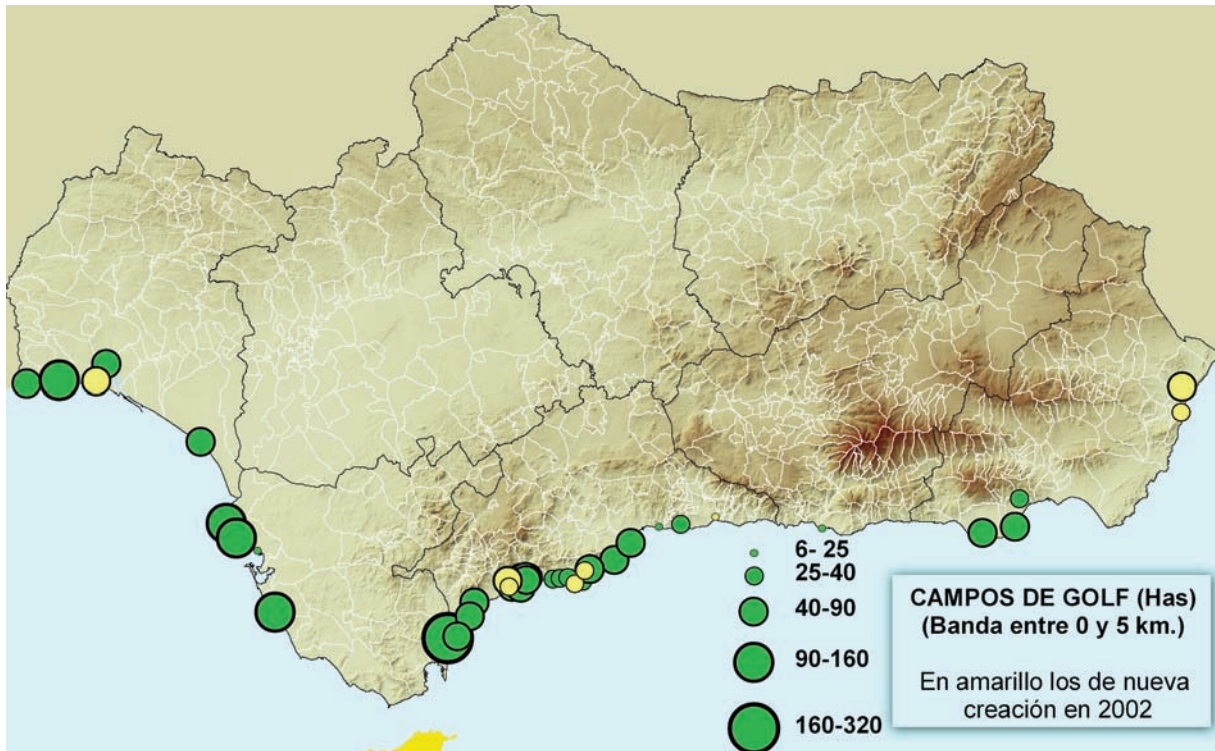 6- 25
25-40
40-90
90-160
160-320
CAMPOS DE GOLF (Has)
(Banda entre 0 y 5 km.)
En amarillo los de nueva
creación en 2002